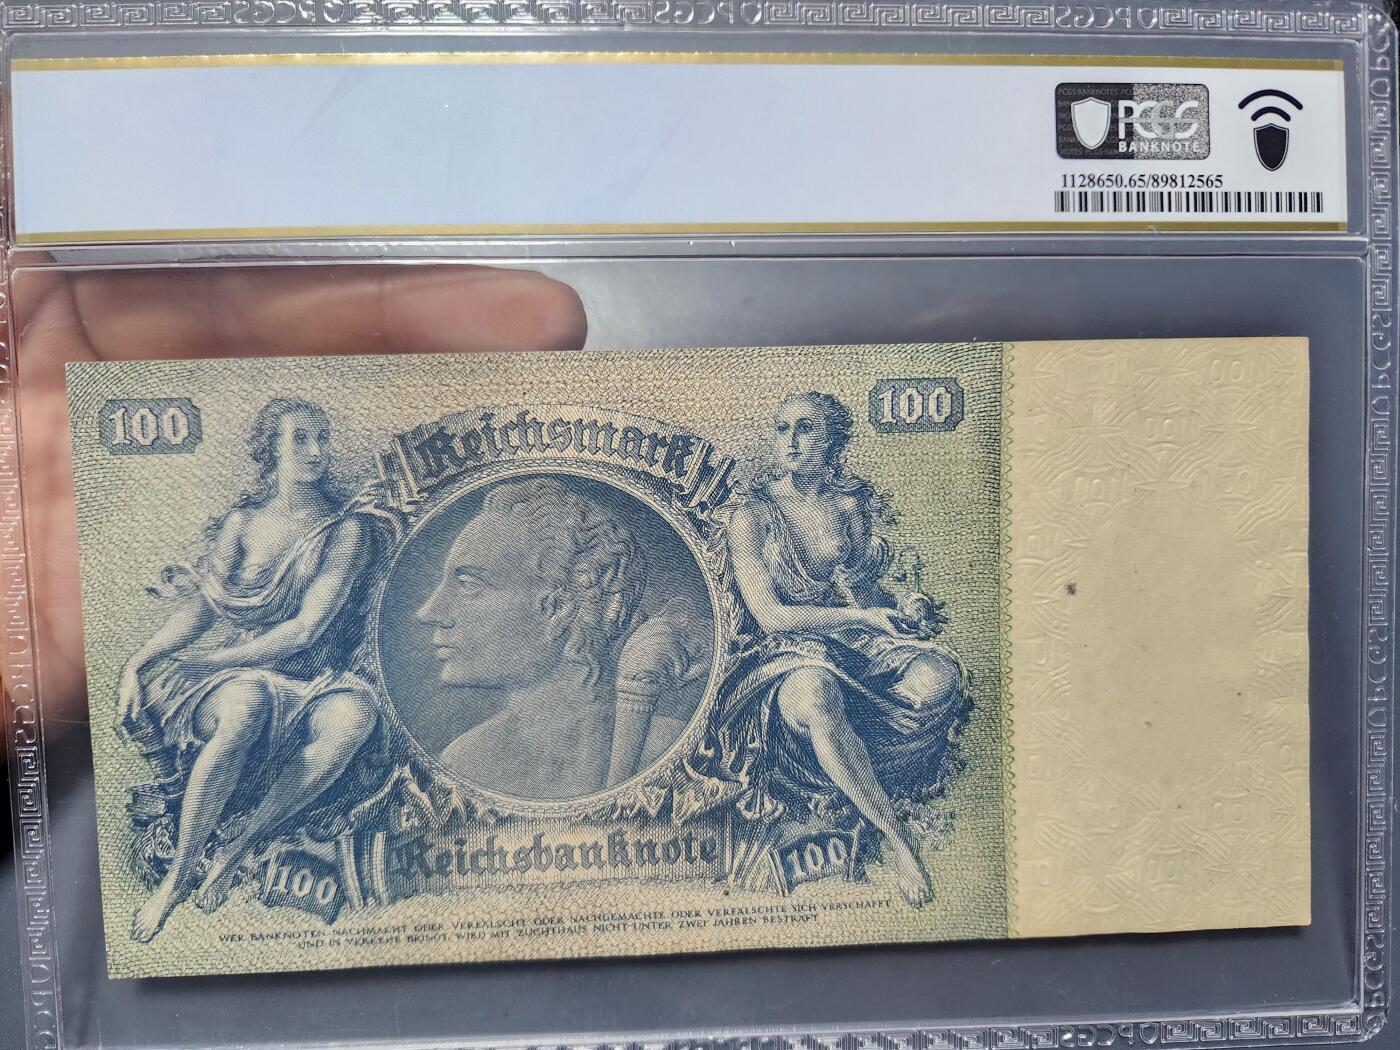 PCGS
BANKNOTE
1128650.65/89812565
100
100
Reichsmark
Reichsbanknote
100
100
WER BANKNOTEN NACHMACHT ODER VERFÄLSCHT ODER NACHGEMACHTE ODER VERFÄLSCHTE SICH VERSCHAFFT
UND IN VERKEHR BRINGT, WIRD MIT ZUCHTHAUS NICHT UNTER ZWEI JAHREN BESTRAFT